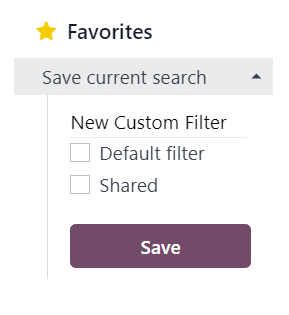 Favorites
Save current search
New Custom Filter
Default filter
Shared
Save